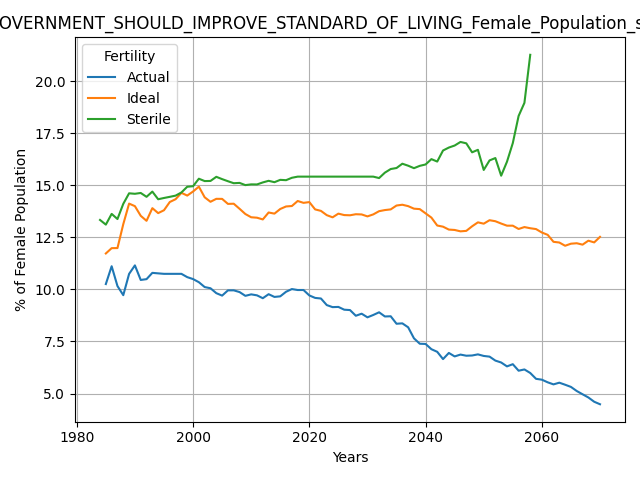 OVERNMENT_SHOULD_IMPROVE_STANDARD_OF_LIVING_Female_Population_s
Fertility
Actual
Ideal
Sterile
20.0
17.5
15.0
12.5
10.0
7.5
5.0
% of Female Population
1980
2000
2020
2040
2060
Years